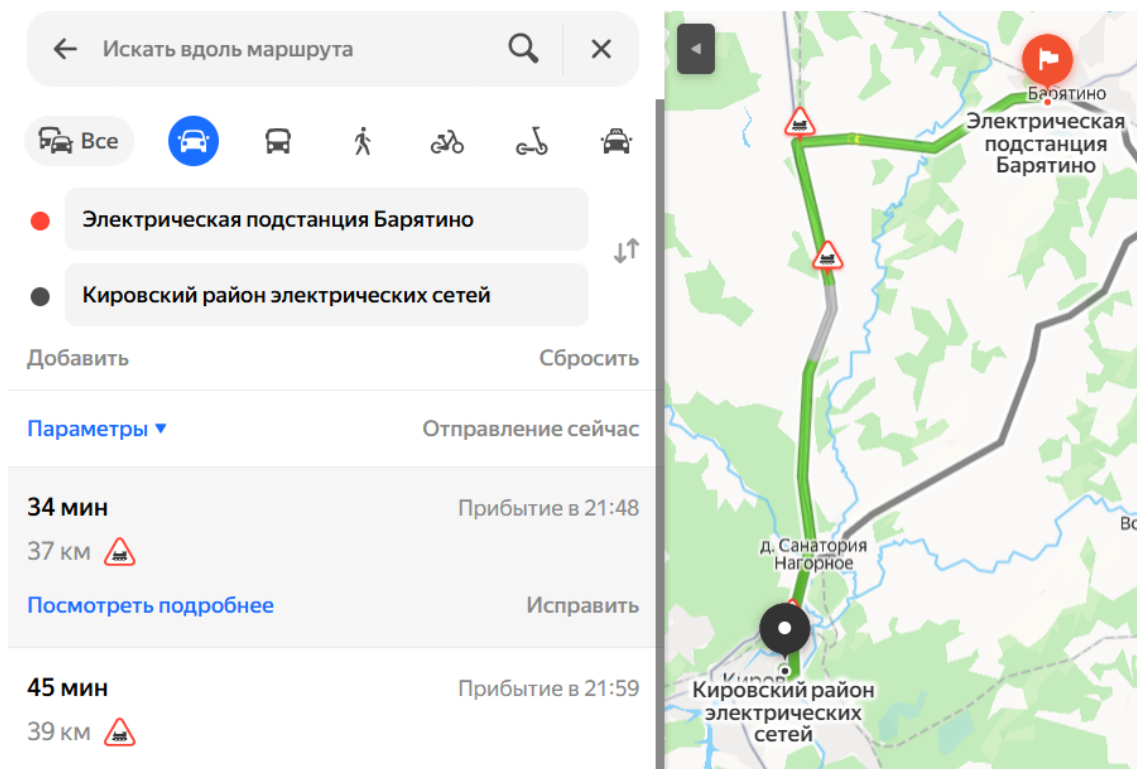 Искать вдоль маршрута
Все
Электрическая подстанция Барятино
Кировский район электрических сетей
Добавить
Сбросить
Параметры
Отправление сейчас
34 мин
Прибытие в 21:48
37 км
Посмотреть подробнее
Исправить
45 мин
Прибытие в 21:59
39 км
Барятино
Электрическая
подстанция
Барятино
д. Санатория
Нагорное
Киров
Кировский район
электрических
сетей